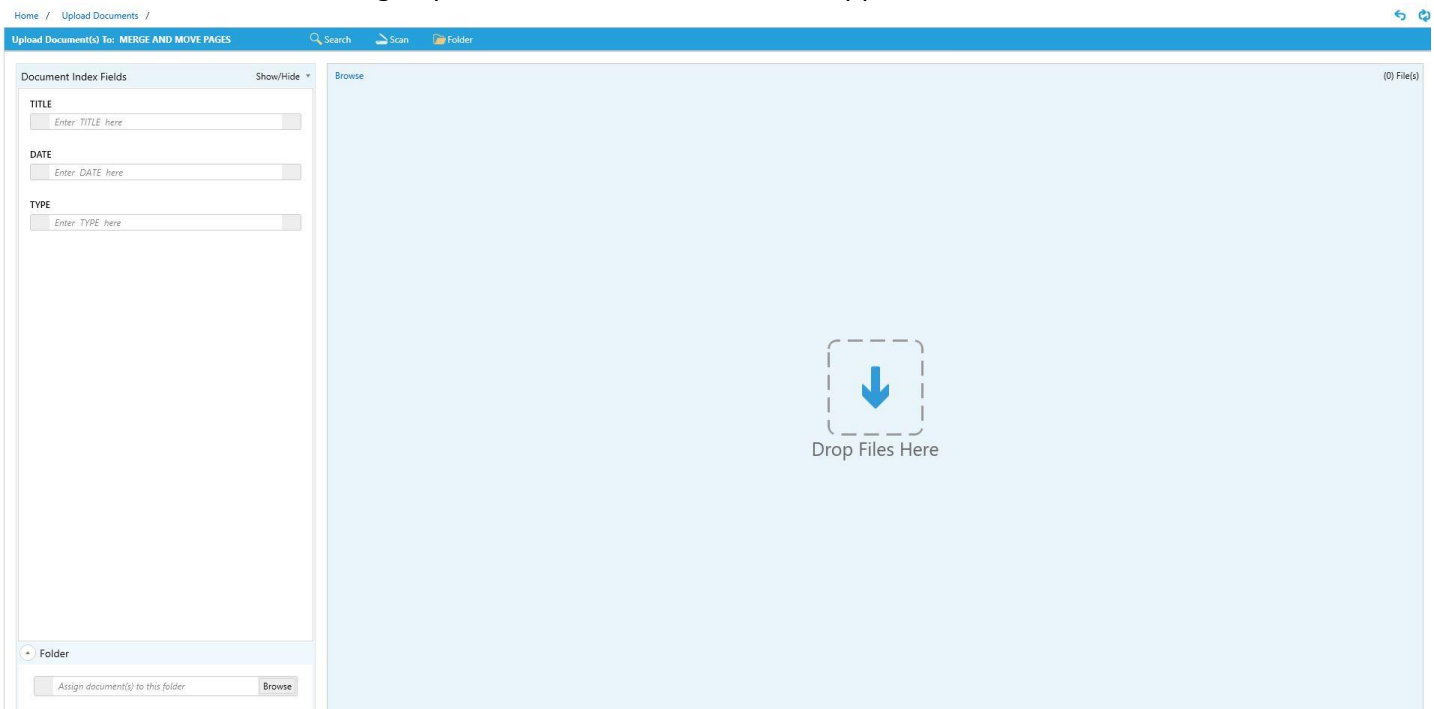 Home / Upload Documents /
Upload Document(s) To: MERGE AND MOVE PAGES Search Scan Folder
Document Index Fields Show/Hide
Browse (0) File(s)
TITLE
Enter TITLE here
DATE
Enter DATE here
TYPE
Enter TYPE here
Drop Files Here
Folder
Assign document(s) to this folder Browse